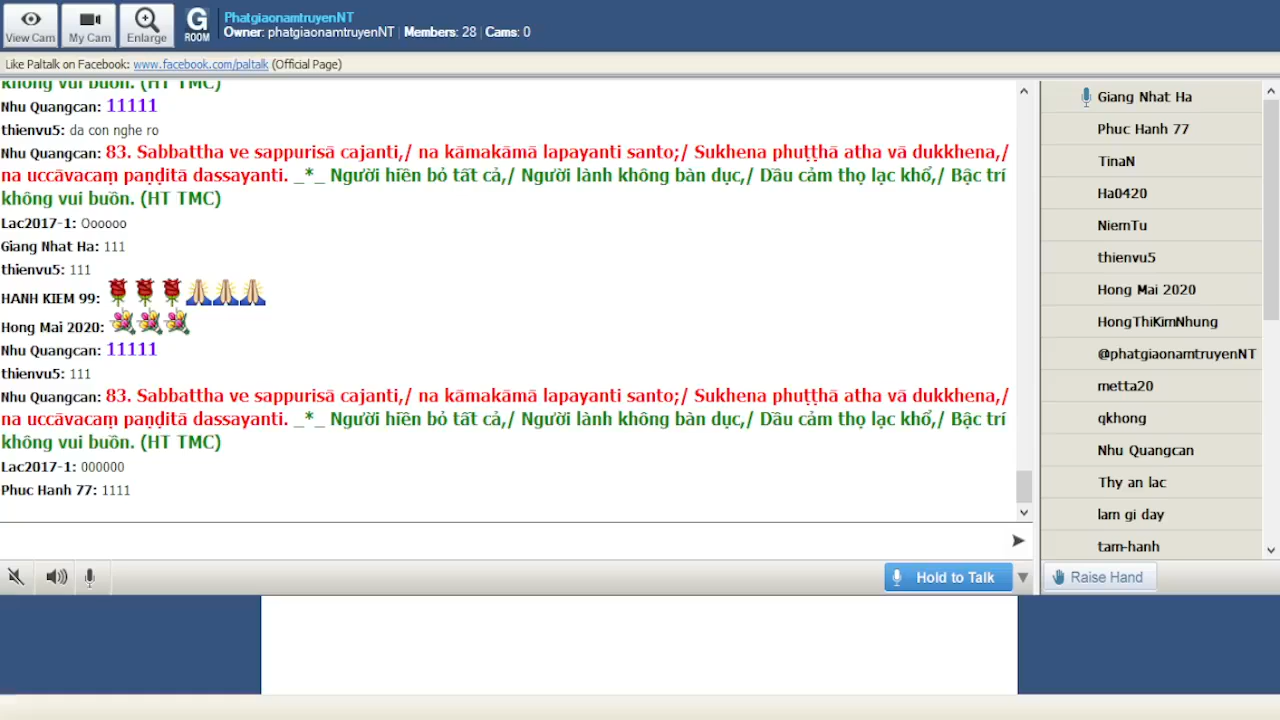 Phatgiaonamtruyen​NT
View Cam
My Cam
Enlarge
G
ROOM
Owner: phatgiaonamtruyenNT | Members: 28 | Cams: 0
Like Paltalk on Facebook: www.facebook.com/paltalk (Official Page)
không vui buồn. (HT TMC)
Nhu Quangcan: 11111
thienvu5: da con nghe ro
Nhu Quangcan: 83. Sabbattha ve sappurisā cajanti,/ na kāmakāmā lapayanti santo;/ Sukhena phuṭṭhā atha vā dukkhena,/
na uccāvacaṃ paṇḍitā dassayanti. _*_ Người hiền bỏ tất cả,/ Người lành không bàn dục,/ Dầu cảm thọ lạc khổ,/ Bậc trí
không vui buồn. (HT TMC)
Lac2017-1: Oooooo
Giang Nhat Ha: 111
thienvu5: 111
HANH KIEM 99:
Hong Mai 2020:
Nhu Quangcan: 11111
thienvu5: 111
Nhu Quangcan: 83. Sabbattha ve sappurisā cajanti,/ na kāmakāmā lapayanti santo;/ Sukhena phuṭṭhā atha vā dukkhena,/
na uccāvacaṃ paṇḍitā dassayanti. _*_ Người hiền bỏ tất cả,/ Người lành không bàn dục,/ Dầu cảm thọ lạc khổ,/ Bậc trí
không vui buồn. (HT TMC)
Lac2017-1: 000000
Phuc Hanh 77: 1111
Hold to Talk
Giang Nhat Ha
Phuc Hanh 77
TinaN
Ha0420
NiemTu
thienvu5
Hong Mai 2020
HongThiKimNhung
@phatgiaonamtruyenNT
metta20
qkhong
Nhu Quangcan
Thy an lac
lam gi day
tam-hanh
Raise Hand